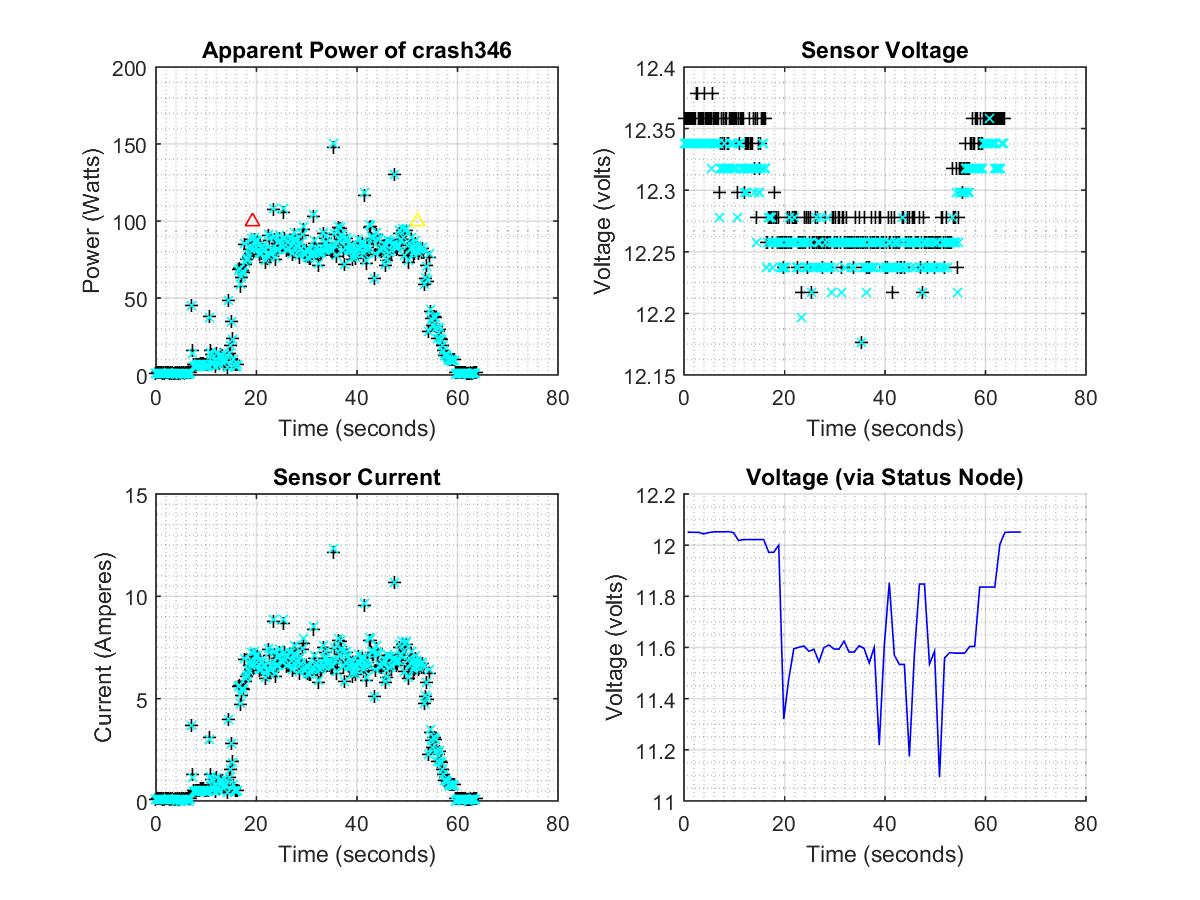 Apparent Power of crash346
200
150
100
50
0
Power (Watts)
0 20 40 60 80
Time (seconds)
Sensor Voltage
12.4
12.35
12.3
12.25
12.2
12.15
Voltage (volts)
0 20 40 60 80
Time (seconds)
Sensor Current
15
10
5
0
Current (Amperes)
0 20 40 60 80
Time (seconds)
Voltage (via Status Node)
12.2
12
11.8
11.6
11.4
11.2
11
Voltage (volts)
0 20 40 60 80
Time (seconds)